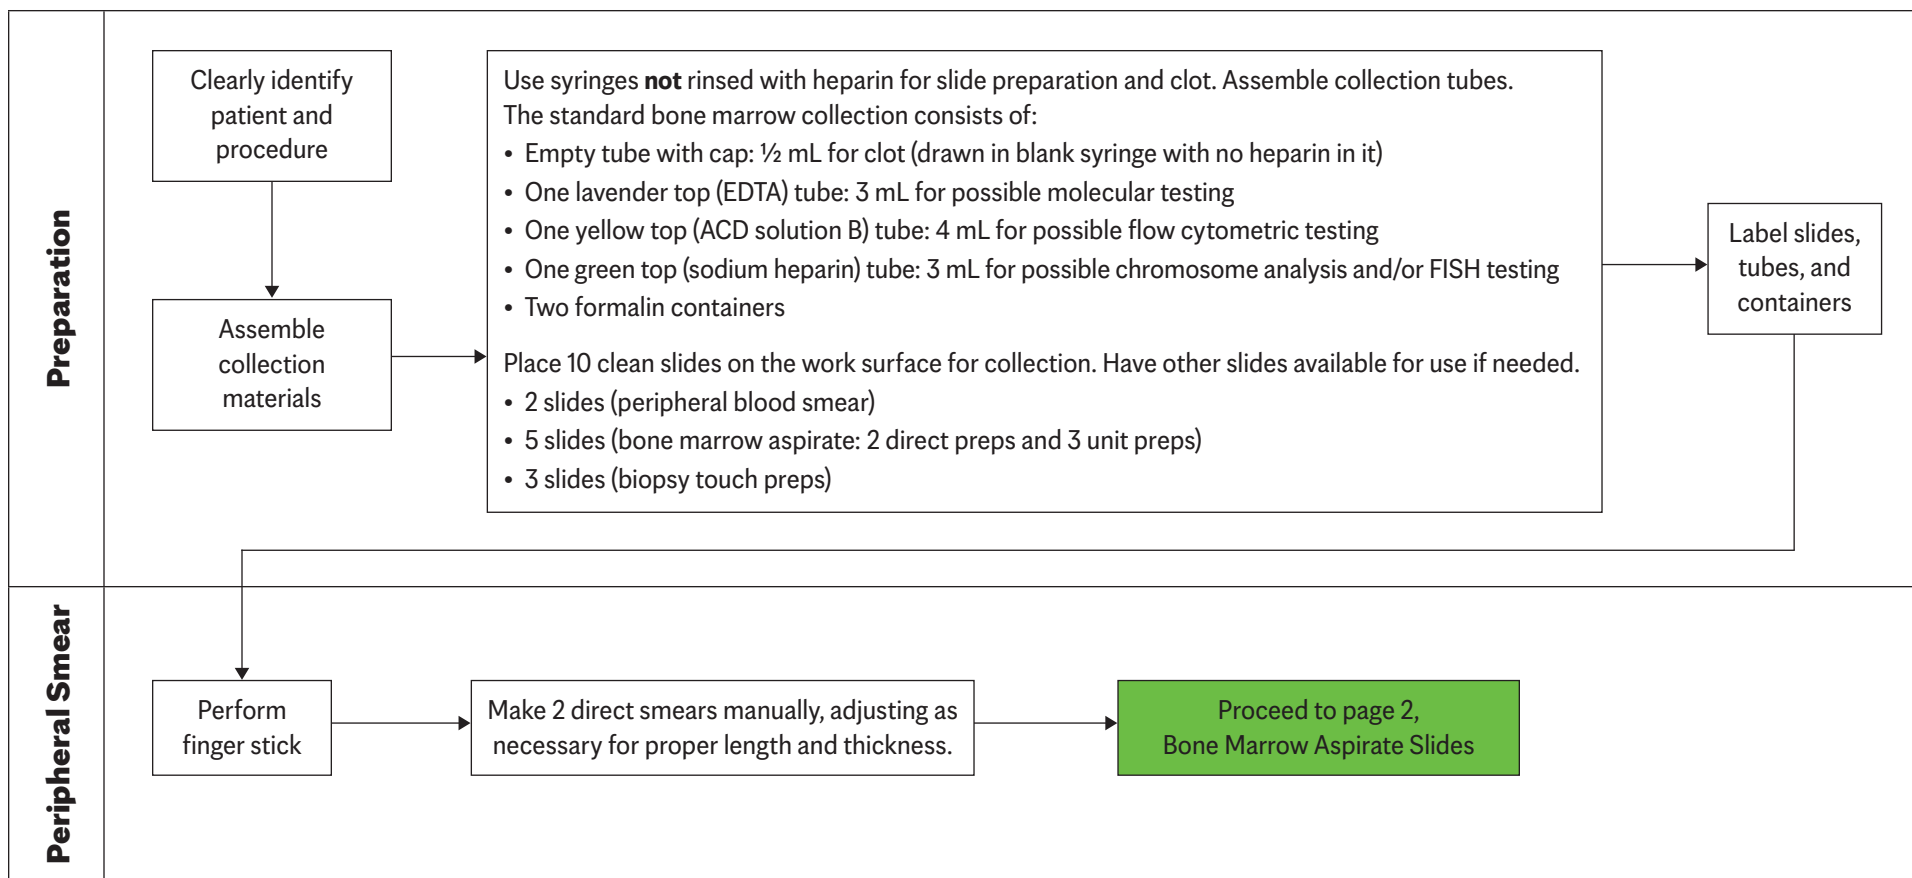 Preparation
Clearly identify
patient and
procedure
Assemble
collection
materials
Use syringes not rinsed with heparin for slide preparation and clot. Assemble collection tubes.
The standard bone marrow collection consists of:
• Empty tube with cap: ½ mL for clot (drawn in blank syringe with no heparin in it)
• One lavender top (EDTA) tube: 3 mL for possible molecular testing
• One yellow top (ACD solution B) tube: 4 mL for possible flow cytometric testing
• One green top (sodium heparin) tube: 3 mL for possible chromosome analysis and/or FISH testing
• Two formalin containers
Place 10 clean slides on the work surface for collection. Have other slides available for use if needed.
• 2 slides (peripheral blood smear)
• 5 slides (bone marrow aspirate: 2 direct preps and 3 unit preps)
• 3 slides (biopsy touch preps)
Label slides,
tubes, and
containers
Peripheral Smear
Perform
finger stick
Make 2 direct smears manually, adjusting as
necessary for proper length and thickness.
Proceed to page 2,
Bone Marrow Aspirate Slides